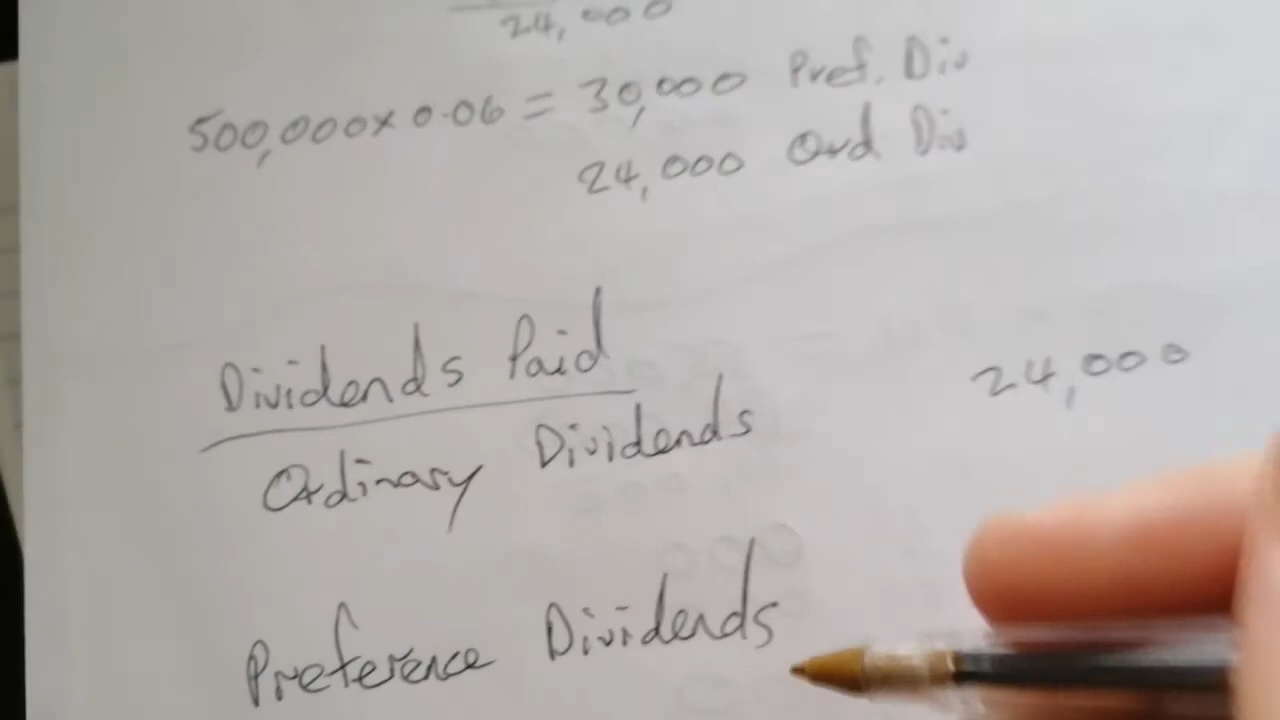 24,000
500,000 x 0.06 = 30,000 Pref. Div
24,000 Ord Div
Dividends Paid
Ordinary Dividends 24,000
Preference Dividends